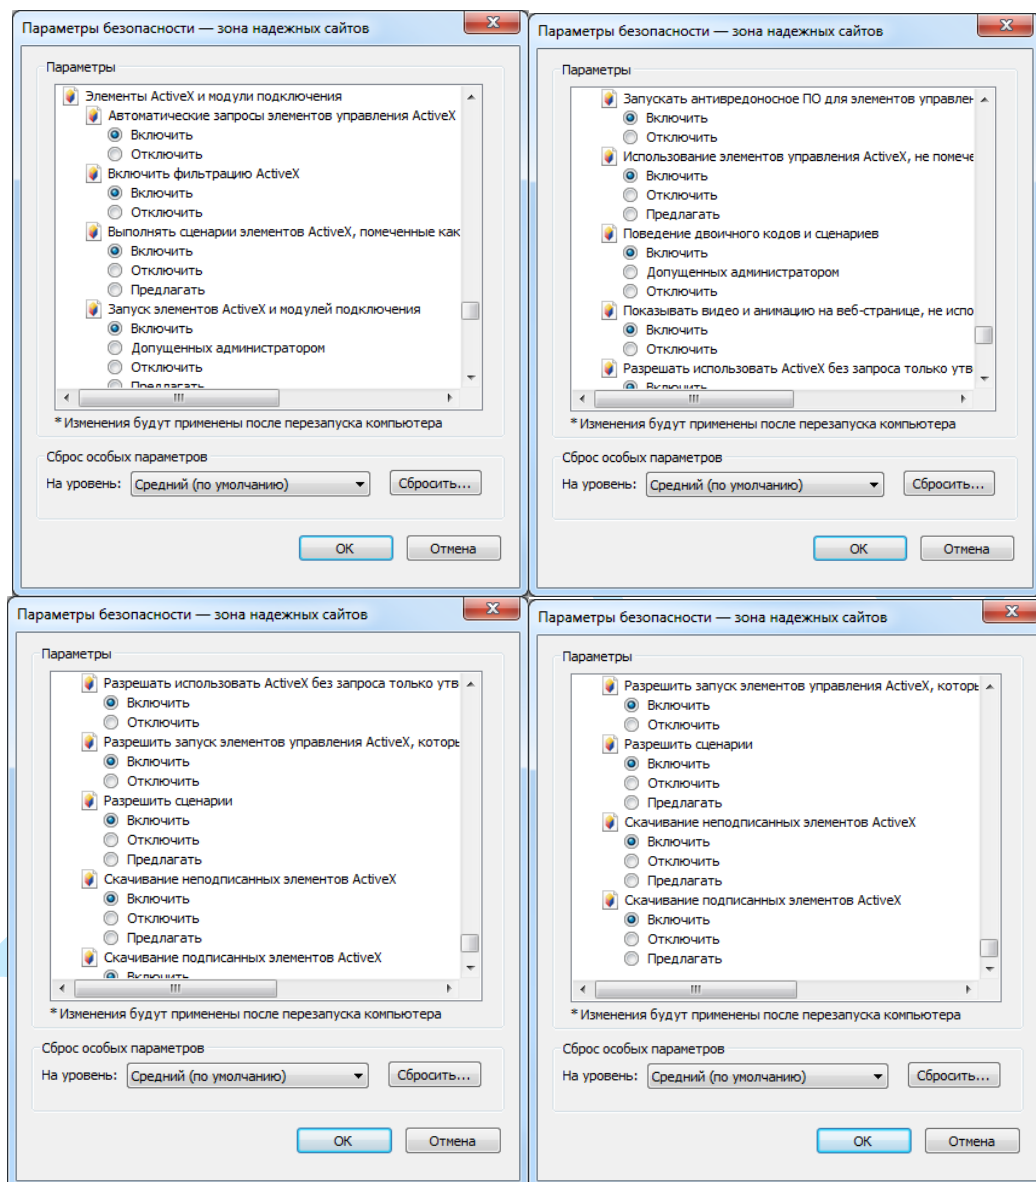 Параметры безопасности — зона надежных сайтов
Параметры
Элементы ActiveX и модули подключения
Автоматические запросы элементов управления ActiveX
Включить
Отключить
Включить фильтрацию ActiveX
Включить
Отключить
Выполнять сценарии элементов ActiveX, помеченные как
Включить
Отключить
Предлагать
Запуск элементов ActiveX и модулей подключения
Включить
Допущенных администратором
Отключить
Предлагать
* Изменения будут применены после перезапуска компьютера
Сброс особых параметров
На уровень: Средний (по умолчанию) Сбросить...
ОК Отмена
Параметры безопасности — зона надежных сайтов
Параметры
Запускать антивредоносное ПО для элементов управлен
Включить
Отключить
Использование элементов управления ActiveX, не помече
Включить
Отключить
Предлагать
Поведение двоичного кодов и сценариев
Включить
Допущенных администратором
Отключить
Показывать видео и анимацию на веб-странице, не испо
Включить
Отключить
Разрешать использовать ActiveX без запроса только утв
Включить
* Изменения будут применены после перезапуска компьютера
Сброс особых параметров
На уровень: Средний (по умолчанию) Сбросить...
ОК Отмена
Параметры безопасности — зона надежных сайтов
Параметры
Разрешать использовать ActiveX без запроса только утв
Включить
Отключить
Разрешить запуск элементов управления ActiveX, которь
Включить
Отключить
Разрешить сценарии
Включить
Отключить
Предлагать
Скачивание неподписанных элементов ActiveX
Включить
Отключить
Предлагать
Скачивание подписанных элементов ActiveX
Включить
* Изменения будут применены после перезапуска компьютера
Сброс особых параметров
На уровень: Средний (по умолчанию) Сбросить...
ОК Отмена
Параметры безопасности — зона надежных сайтов
Параметры
Разрешить запуск элементов управления ActiveX, которь
Включить
Отключить
Разрешить сценарии
Включить
Отключить
Предлагать
Скачивание неподписанных элементов ActiveX
Включить
Отключить
Предлагать
Скачивание подписанных элементов ActiveX
Включить
Отключить
Предлагать
* Изменения будут применены после перезапуска компьютера
Сброс особых параметров
На уровень: Средний (по умолчанию) Сбросить...
ОК Отмена